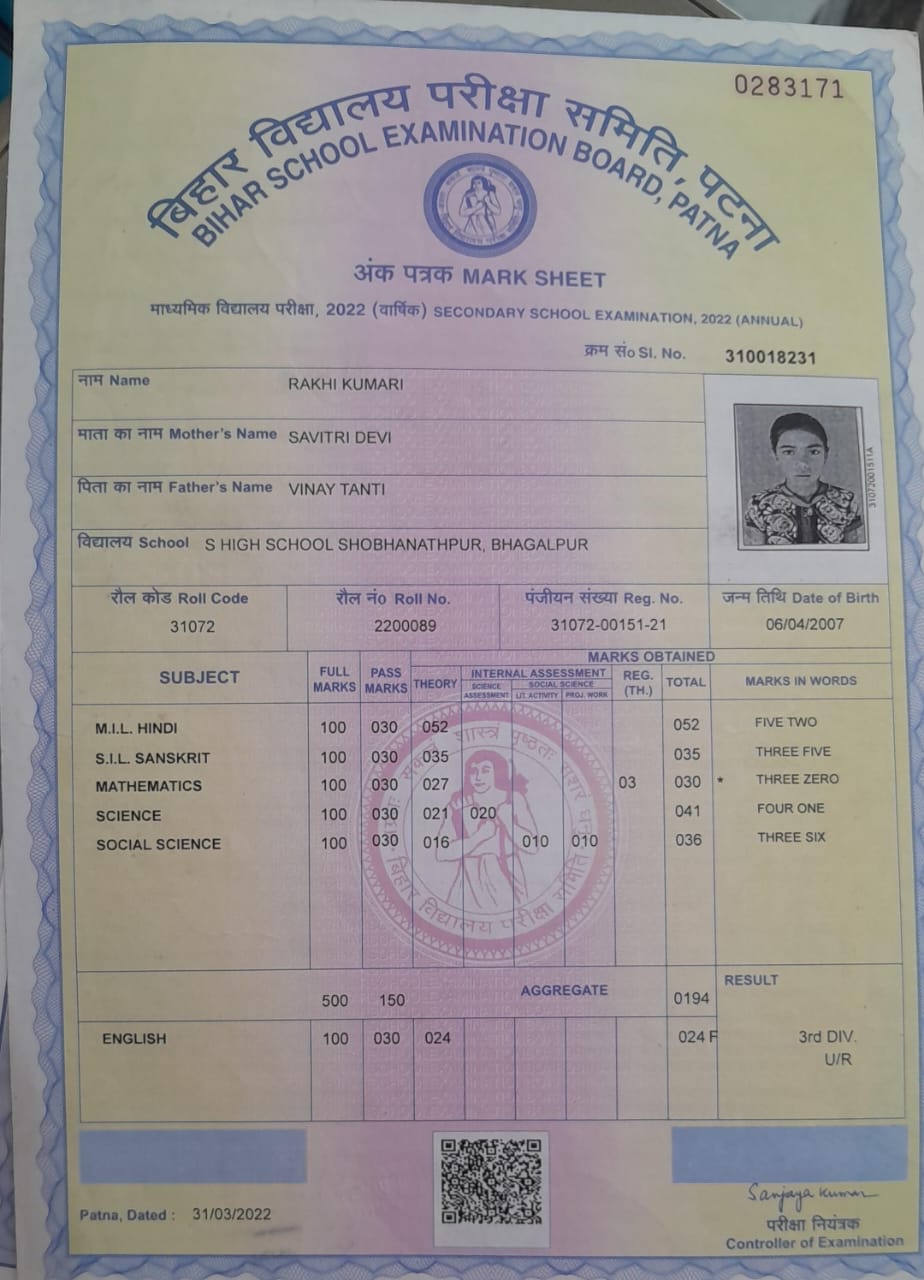 0283171
बिहार विद्यालय परीक्षा समिति, पटना
BIHAR SCHOOL EXAMINATION BOARD, PATNA
अंक पत्रक MARK SHEET
माध्यमिक विद्यालय परीक्षा, 2022 (वार्षिक) SECONDARY SCHOOL EXAMINATION, 2022 (ANNUAL)
क्रम सं० Sl. No. 310018231
नाम Name RAKHI KUMARI
माता का नाम Mother's Name SAVITRI DEVI
पिता का नाम Father's Name VINAY TANTI
31072001511A
विद्यालय School S HIGH SCHOOL SHOBHANATHPUR, BHAGALPUR
रौल कोड Roll Code रौल नं० Roll No. पंजीयन संख्या Reg. No. जन्म तिथि Date of Birth
31072 2200089 31072-00151-21 06/04/2007
SUBJECT FULL MARKS PASS MARKS MARKS OBTAINED
THEORY INTERNAL ASSESSMENT REG. (TH.) TOTAL MARKS IN WORDS
SCIENCE ASSESSMENT SOCIAL SCIENCE LIT. ACTIVITY PROJ. WORK
M.I.L. HINDI 100 030 052 052 FIVE TWO
S.I.L. SANSKRIT 100 030 035 035 THREE FIVE
MATHEMATICS 100 030 027 03 030 * THREE ZERO
SCIENCE 100 030 021 020 041 FOUR ONE
SOCIAL SCIENCE 100 030 016 010 010 036 THREE SIX
बिहार विद्यालय परीक्षा समिति
500 150 AGGREGATE 0194 RESULT
ENGLISH 100 030 024 024 F 3rd DIV.
U/R
Patna, Dated : 31/03/2022
Sanjaya Kumar
परीक्षा नियंत्रक
Controller of Examination